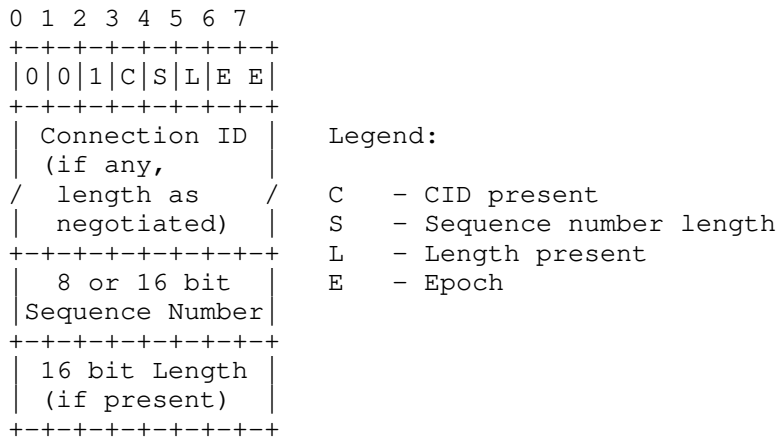 0 1 2 3 4 5 6 7
+-+-+-+-+-+-+-+-+
|0|0|1|C|S|L|E E|
+-+-+-+-+-+-+-+-+
| Connection ID |   Legend:
| (if any,      |
/  length as    /   C   - CID present
|  negotiated)  |   S   - Sequence number length
+-+-+-+-+-+-+-+-+   L   - Length present
|  8 or 16 bit  |   E   - Epoch
|Sequence Number|
+-+-+-+-+-+-+-+-+
| 16 bit Length |
| (if present)  |
+-+-+-+-+-+-+-+-+